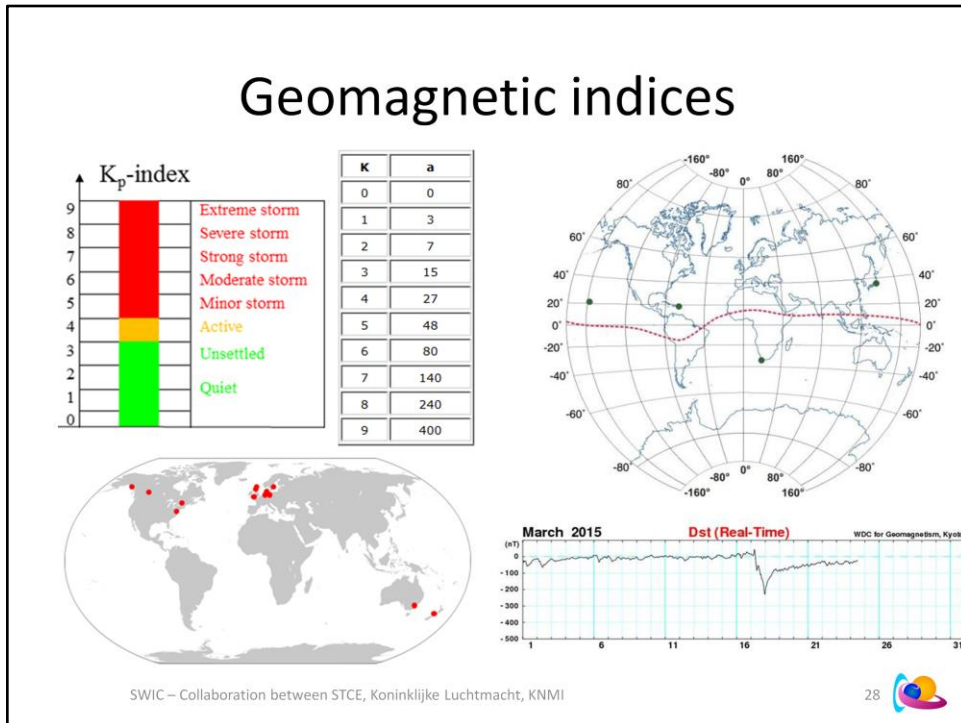 Geomagnetic indices
Kp-index
9
8
7
6
5
4
3
2
1
0
Extreme storm
Severe storm
Strong storm
Moderate storm
Minor storm
Active
Unsettled
Quiet
K a
0 0
1 3
2 7
3 15
4 27
5 48
6 80
7 140
8 240
9 400
-160° 160°
-80° 80°
0°
80° 80°
60° 60°
40° 40°
20° 20°
0° 0°
-20° -20°
-40° -40°
-60° -60°
-80° -80°
0°
-80° 80°
-160° 160°
March 2015 Dst (Real-Time) WDC for Geomagnetism, Kyoto
(nT)
0
-100
-200
-300
-400
-500
1 6 11 16 21 26 31
SWIC – Collaboration between STCE, Koninklijke Luchtmacht, KNMI 28